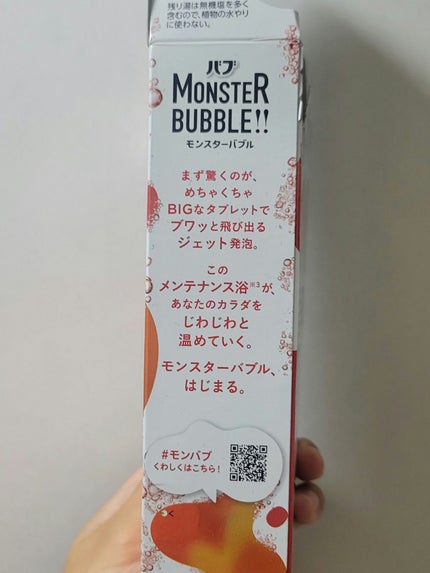 残り湯は無機塩を多く
含むので、植物の水やり
に使わない。
バブ
MONSTER
BUBBLE!!
モンスターバブル
まず驚くのが、
めちゃくちゃ
BIGなタブレットで
ブワッと飛び出る
ジェット発泡。
この
メンテナンス浴※3が、
あなたのカラダを
じわじわと
温めていく。
モンスターバブル、
はじまる。
#モンバブ
くわしくはこちら!